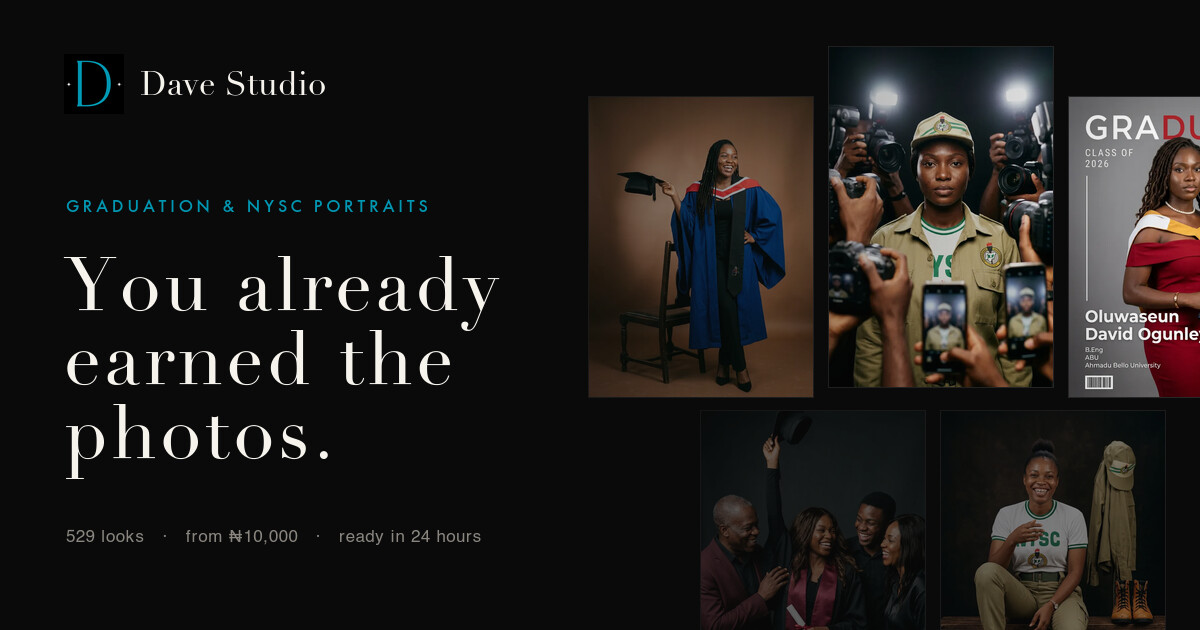 D
Dave Studio
GRADUATION & NYSC PORTRAITS
You already
earned the
photos.
529 looks · from ₦10,000 · ready in 24 hours
YS
GRADU
CLASS OF
2026
Oluwaseun
David Ogunle
B.Eng
ABU
Ahmadu Bello University
NYSC